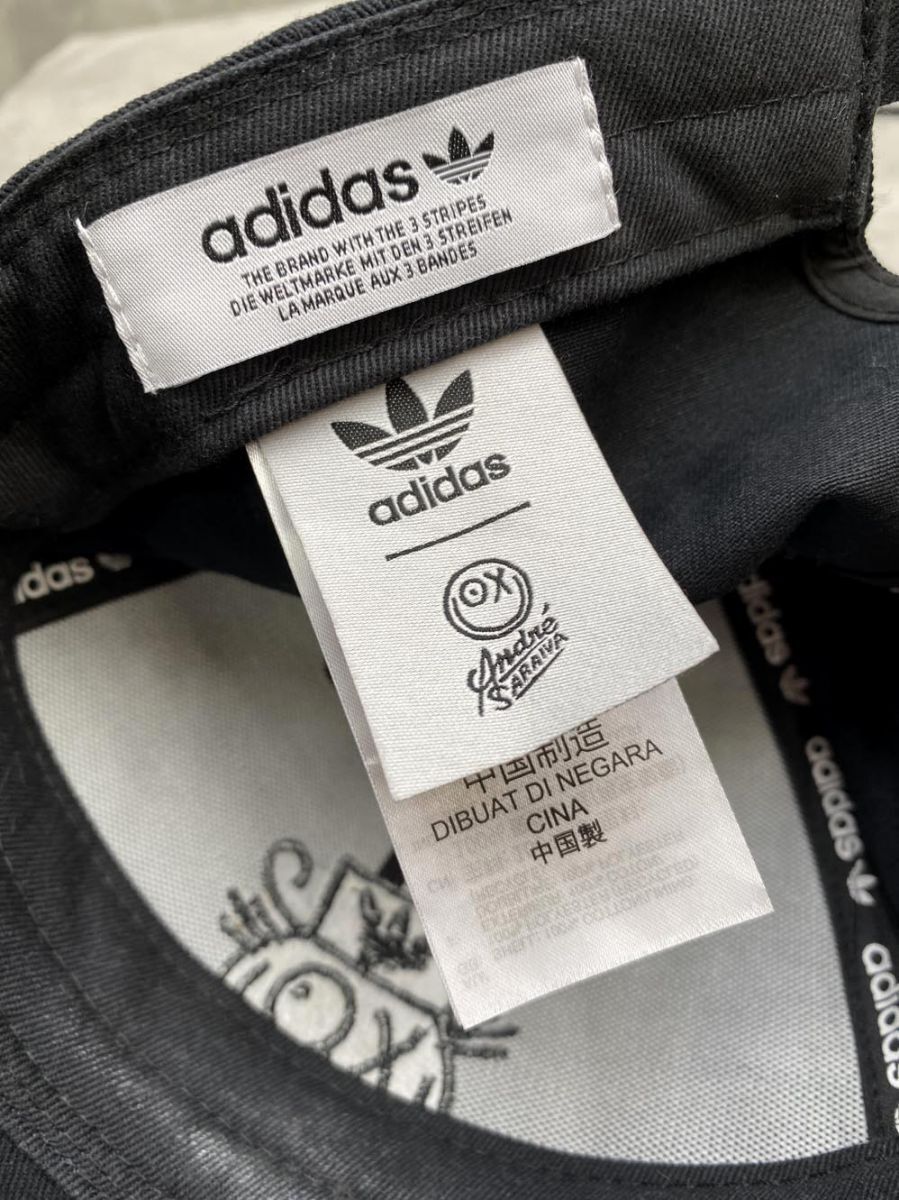 adidas
THE BRAND WITH THE 3 STRIPES
DIE WELTMARKE MIT DEN 3 STREIFEN
LA MARQUE AUX 3 BANDES
adidas
OX
André
SARAIVA
中国制造
DIBUAT DI NEGARA
CINA
中国製
adidas
adidas
adidas
adidas